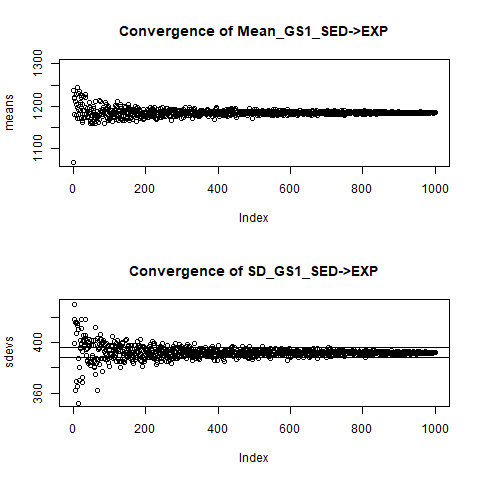 Convergence of Mean_GS1_SED->EXP
means
1300
1200
1100
0 200 400 600 800 1000
Index
Convergence of SD_GS1_SED->EXP
sdevs
400
360
0 200 400 600 800 1000
Index